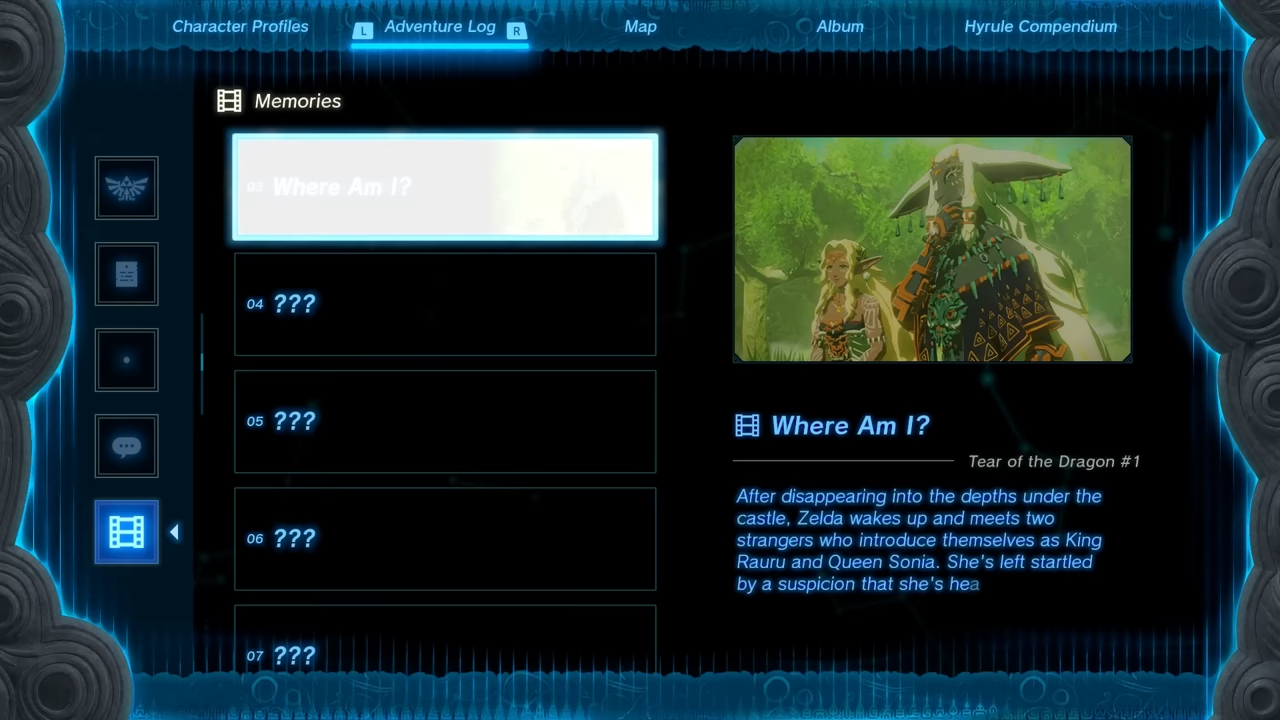 Character Profiles
L Adventure Log R
Map
Album
Hyrule Compendium
Memories
03 Where Am I?
04 ???
05 ???
06 ???
07 ???
Where Am I?
Tear of the Dragon #1
After disappearing into the depths under the
castle, Zelda wakes up and meets two
strangers who introduce themselves as King
Rauru and Queen Sonia. She's left startled
by a suspicion that she's hea